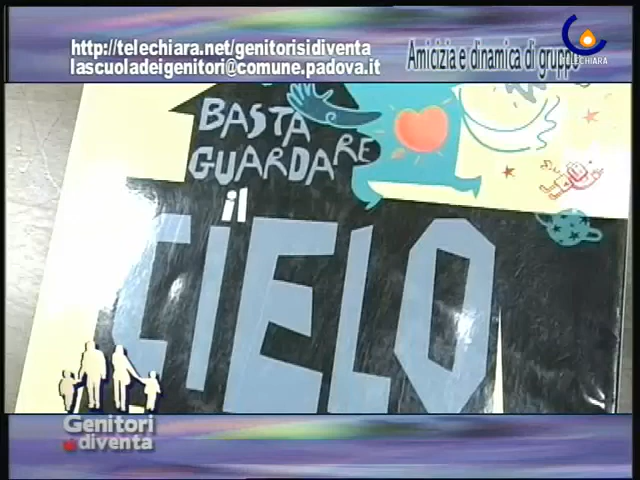 http://telechiara.net/genitorisidiventa
lascuoladeigenitori@comune.padova.it
Amicizia e dinamica di gruppo
TELECHIARA
BASTA
GUARDARE
il
CIELO
Genitori
si diventa